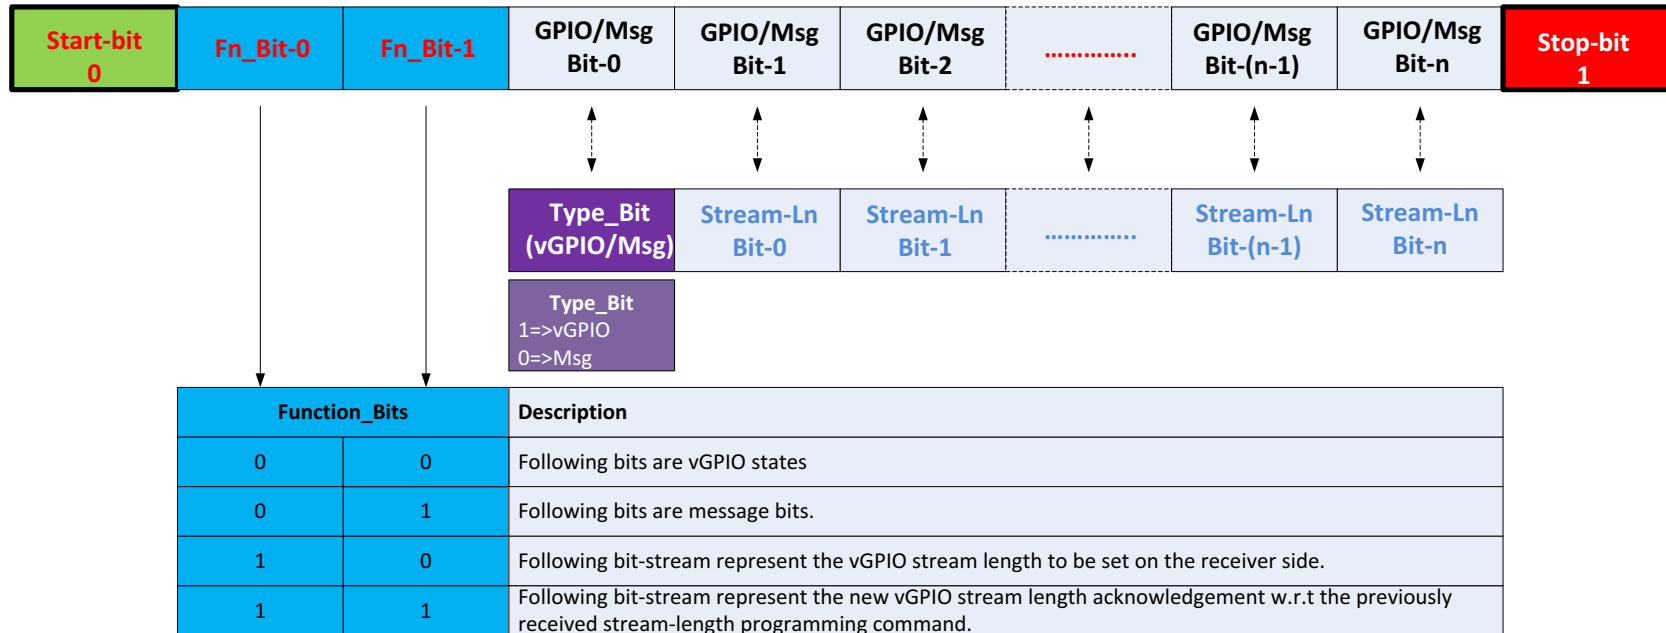 Start-bit
0
Fn_Bit-0
Fn_Bit-1
GPIO/Msg
Bit-0
GPIO/Msg
Bit-1
GPIO/Msg
Bit-2
..............
GPIO/Msg
Bit-(n-1)
GPIO/Msg
Bit-n
Stop-bit
1
Type_Bit
(vGPIO/Msg)
Stream-Ln
Bit-0
Stream-Ln
Bit-1
..............
Stream-Ln
Bit-(n-1)
Stream-Ln
Bit-n
Type_Bit
1=>vGPIO
0=>Msg
Function_Bits
Description
0
0
Following bits are vGPIO states
0
1
Following bits are message bits.
1
0
Following bit-stream represent the vGPIO stream length to be set on the receiver side.
1
1
Following bit-stream represent the new vGPIO stream length acknowledgement w.r.t the previously
received stream-length programming command.